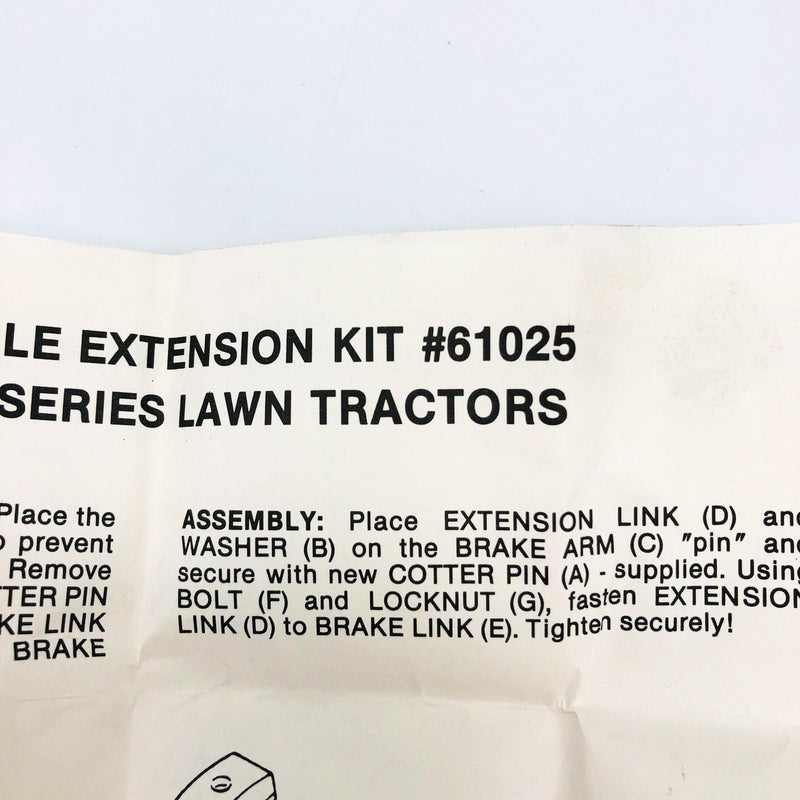 LE EXTENSION KIT #61025
SERIES LAWN TRACTORS
Place the
prevent
Remove
TTER PIN
KE LINK
BRAKE
ASSEMBLY: Place EXTENSION LINK (D) and
WASHER (B) on the BRAKE ARM (C) "pin" and
secure with new COTTER PIN (A) - supplied. Using
BOLT (F) and LOCKNUT (G), fasten EXTENSION
LINK (D) to BRAKE LINK (E). Tighten securely!